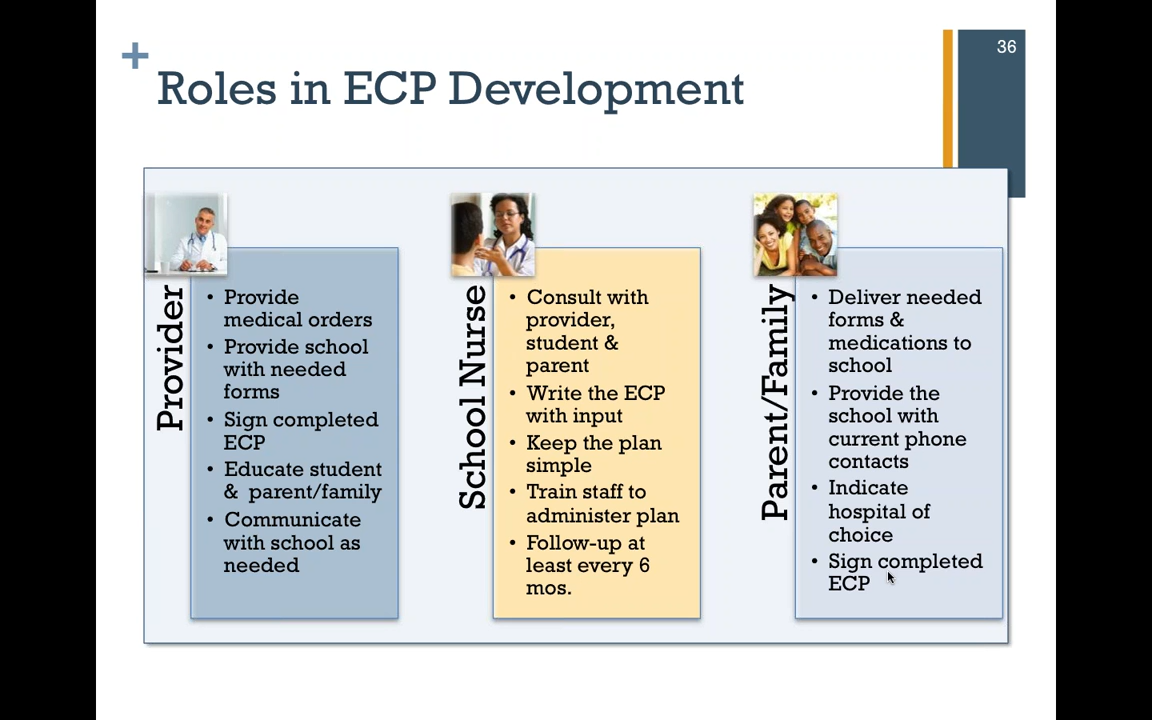 +
36
Roles in ECP Development
Provider
• Provide
medical orders
• Provide school
with needed
forms
• Sign completed
ECP
• Educate student
& parent/family
• Communicate
with school as
needed
School Nurse
• Consult with
provider,
student &
parent
• Write the ECP
with input
• Keep the plan
simple
• Train staff to
administer plan
• Follow-up at
least every 6
mos.
Parent/Family
• Deliver needed
forms &
medications to
school
• Provide the
school with
current phone
contacts
• Indicate
hospital of
choice
• Sign completed
ECP